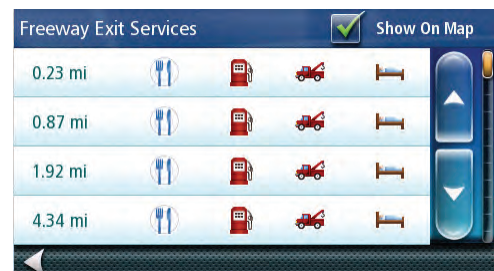 Freeway Exit Services Show On Map
0.23 mi
0.87 mi
1.92 mi
4.34 mi